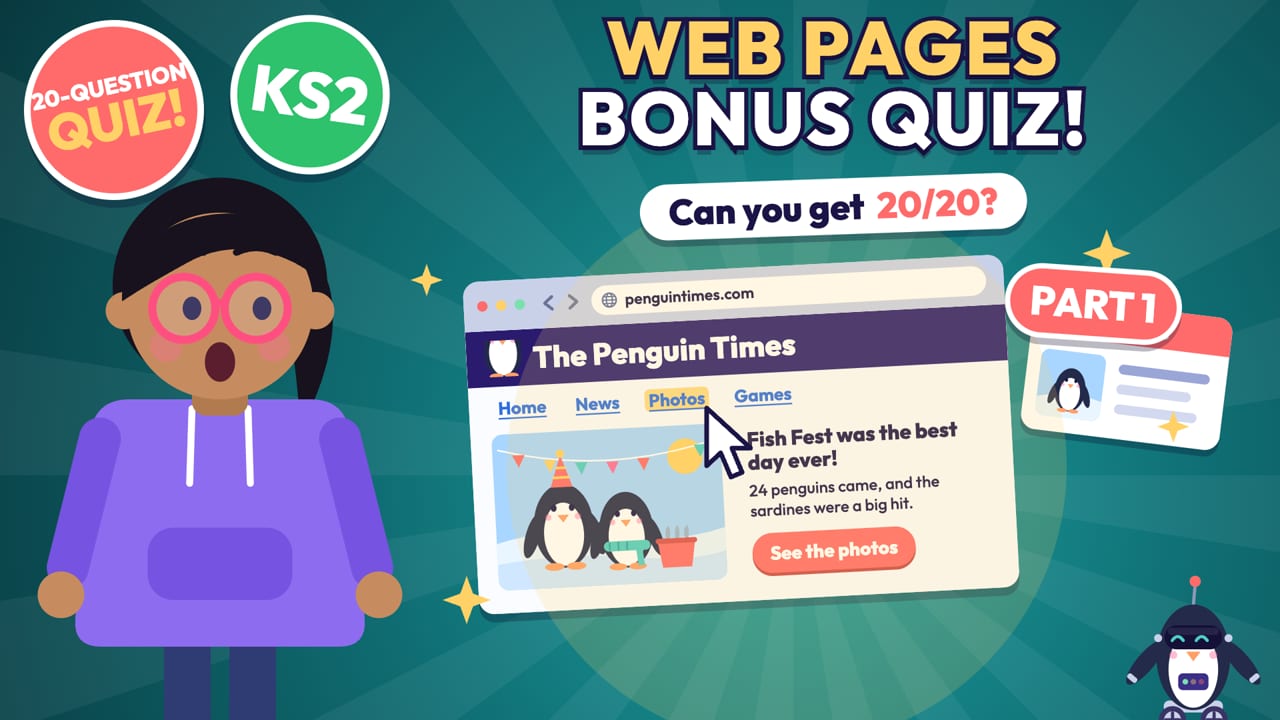 20-QUESTION
QUIZ!
KS2
WEB PAGES
BONUS QUIZ!
Can you get 20/20?
PART 1
penguintimes.com
The Penguin Times
Home News Photos Games
Fish Fest was the best
day ever!
24 penguins came, and the
sardines were a big hit.
See the photos